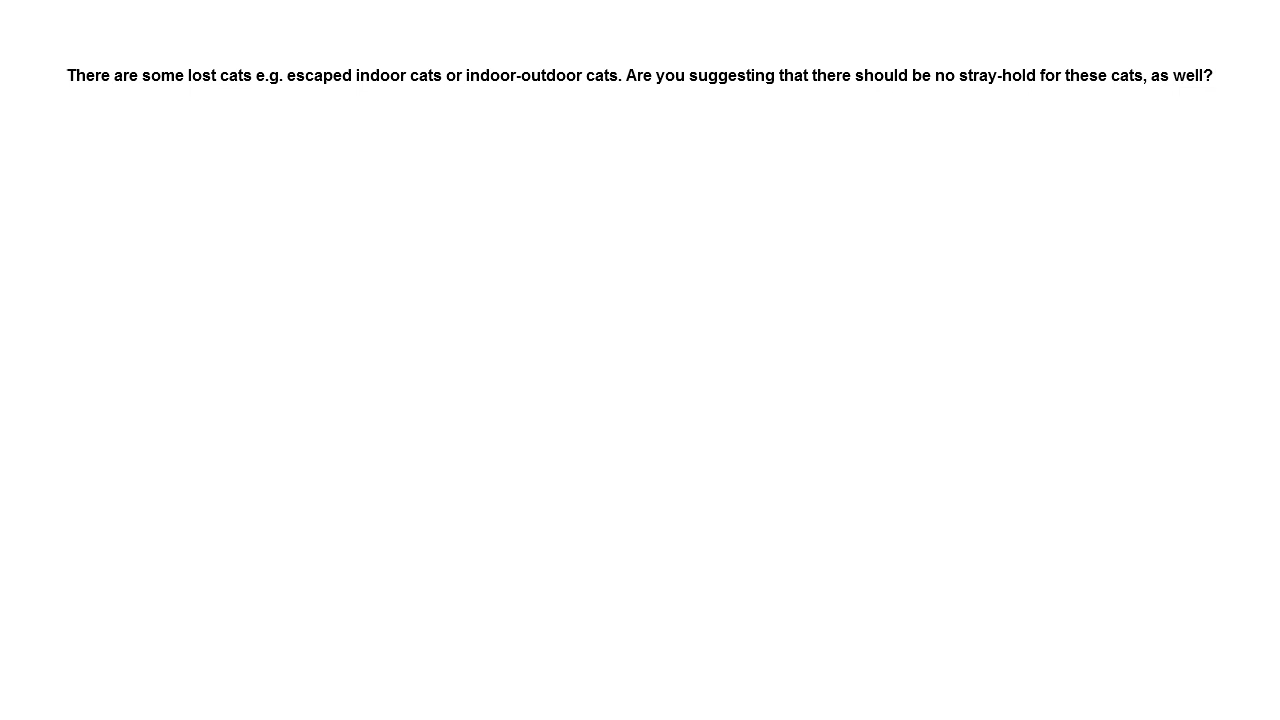 There are some lost cats e.g. escaped indoor cats or indoor-outdoor cats. Are you suggesting that there should be no stray-hold for these cats, as well?